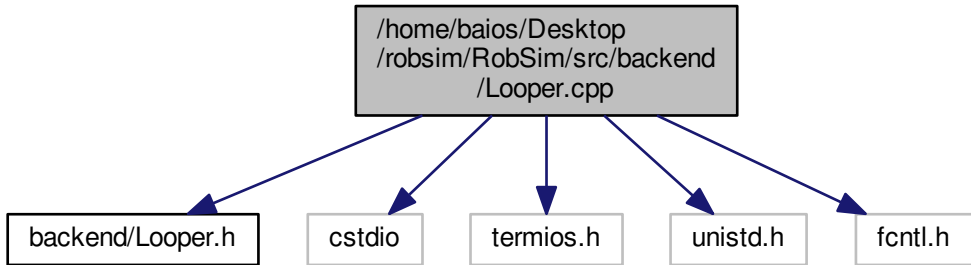 /home/baios/Desktop
/robsim/RobSim/src/backend
/Looper.cpp
backend/Looper.h
cstdio
termios.h
unistd.h
fcntl.h